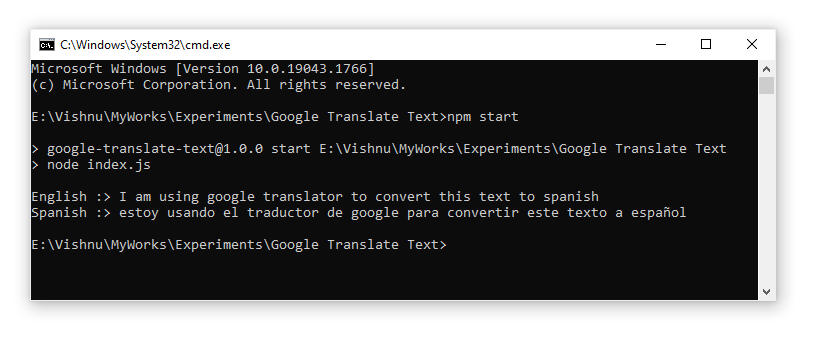 C:\Windows\System32\cmd.exe
Microsoft Windows [Version 10.0.19043.1766]
(c) Microsoft Corporation. All rights reserved.
E:\Vishnu\MyWorks\Experiments\Google Translate Text>npm start
> google-translate-text@1.0.0 start E:\Vishnu\MyWorks\Experiments\Google Translate Text
> node index.js
English :> I am using google translator to convert this text to spanish
Spanish :> estoy usando el traductor de google para convertir este texto a español
E:\Vishnu\MyWorks\Experiments\Google Translate Text>